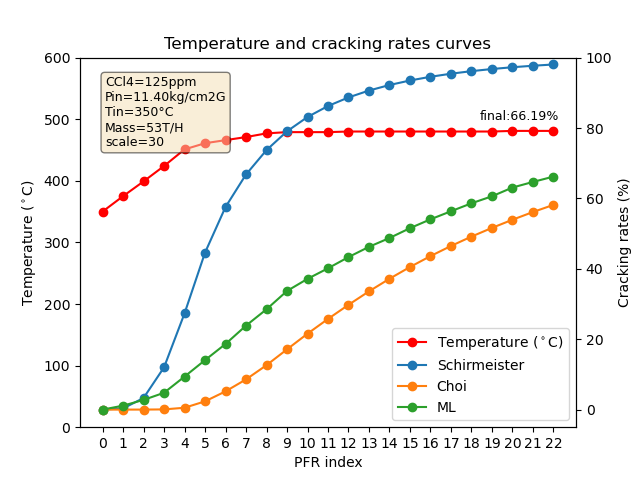 Temperature and cracking rates curves
CCl4=125ppm
Pin=11.40kg/cm2G
Tin=350°C
Mass=53T/H
scale=30
final:66.19%
Temperature (°C)
600
500
400
300
200
100
0
Cracking rates (%)
100
80
60
40
20
0
Temperature (°C)
Schirmeister
Choi
ML
0 1 2 3 4 5 6 7 8 9 10 11 12 13 14 15 16 17 18 19 20 21 22
PFR index